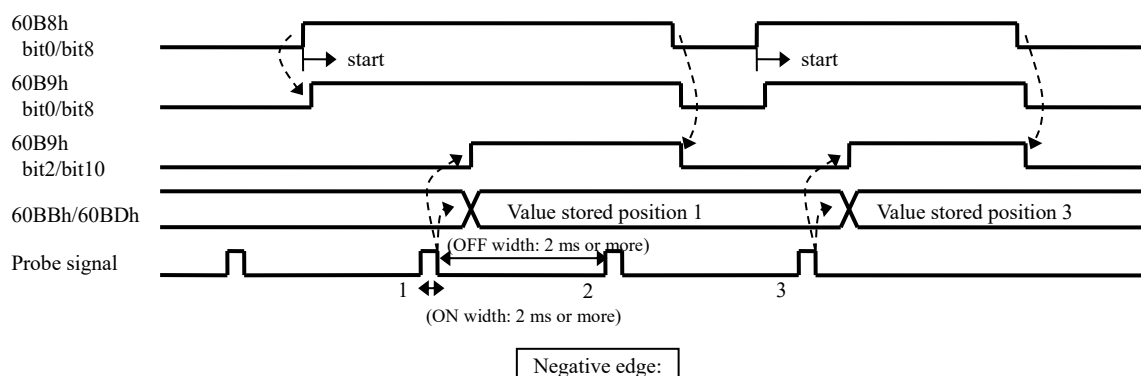 60B8h
bit0/bit8
start
start
60B9h
bit0/bit8
60B9h
bit2/bit10
60BBh/60BDh
Value stored position 1
Value stored position 3
(OFF width: 2 ms or more)
Probe signal
1
2
3
(ON width: 2 ms or more)
Negative edge: